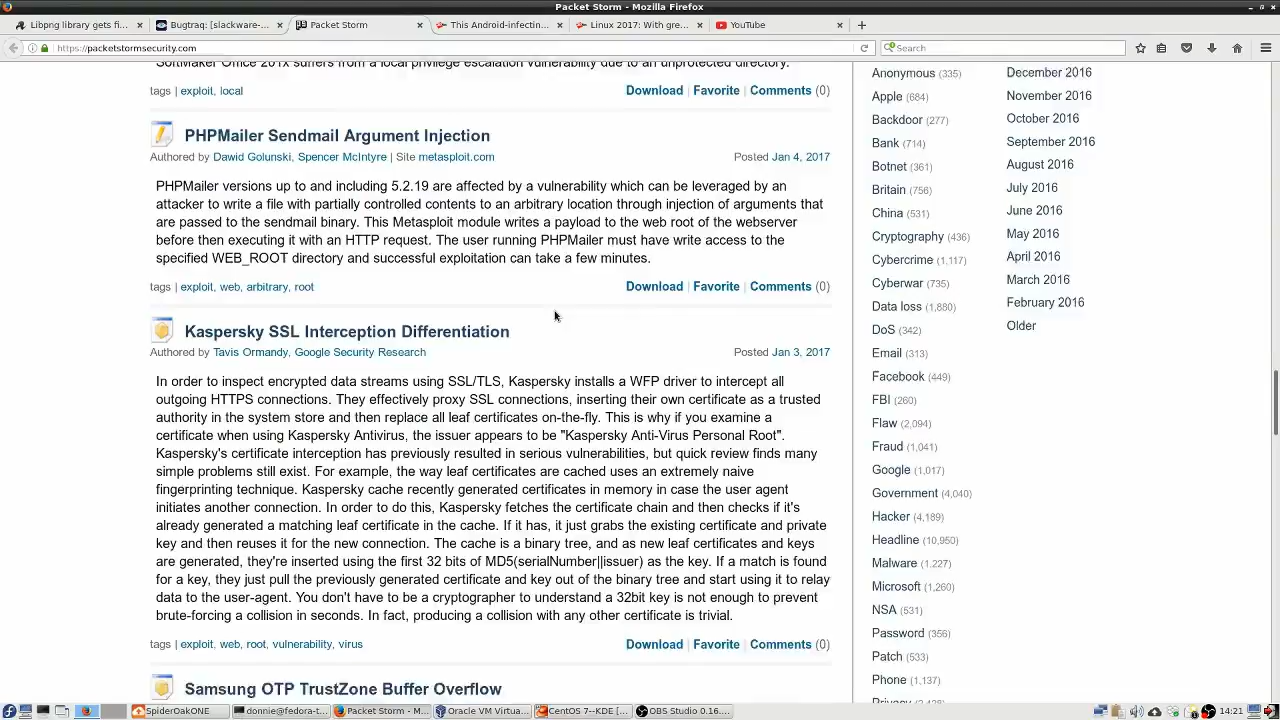 Packet Storm - Mozilla Firefox
Libpng library gets fi...
Bugtraq: [slackware-...
Packet Storm
This Android-infectin...
Linux 2017: With gre...
YouTube
https://packetstormsecurity.com
Search
SoftMaker Office 201x suffers from a local privilege escalation vulnerability due to an unprotected directory.
tags | exploit, local
Download | Favorite | Comments (0)
PHPMailer Sendmail Argument Injection
Authored by Dawid Golunski, Spencer McIntyre | Site metasploit.com
Posted Jan 4, 2017
PHPMailer versions up to and including 5.2.19 are affected by a vulnerability which can be leveraged by an
attacker to write a file with partially controlled contents to an arbitrary location through injection of arguments that
are passed to the sendmail binary. This Metasploit module writes a payload to the web root of the webserver
before then executing it with an HTTP request. The user running PHPMailer must have write access to the
specified WEB_ROOT directory and successful exploitation can take a few minutes.
tags | exploit, web, arbitrary, root
Download | Favorite | Comments (0)
Kaspersky SSL Interception Differentiation
Authored by Tavis Ormandy, Google Security Research
Posted Jan 3, 2017
In order to inspect encrypted data streams using SSL/TLS, Kaspersky installs a WFP driver to intercept all
outgoing HTTPS connections. They effectively proxy SSL connections, inserting their own certificate as a trusted
authority in the system store and then replace all leaf certificates on-the-fly. This is why if you examine a
certificate when using Kaspersky Antivirus, the issuer appears to be "Kaspersky Anti-Virus Personal Root".
Kaspersky's certificate interception has previously resulted in serious vulnerabilities, but quick review finds many
simple problems still exist. For example, the way leaf certificates are cached uses an extremely naive
fingerprinting technique. Kaspersky cache recently generated certificates in memory in case the user agent
initiates another connection. In order to do this, Kaspersky fetches the certificate chain and then checks if it's
already generated a matching leaf certificate in the cache. If it has, it just grabs the existing certificate and private
key and then reuses it for the new connection. The cache is a binary tree, and as new leaf certificates and keys
are generated, they're inserted using the first 32 bits of MD5(serialNumber||issuer) as the key. If a match is found
for a key, they just pull the previously generated certificate and key out of the binary tree and start using it to relay
data to the user-agent. You don't have to be a cryptographer to understand a 32bit key is not enough to prevent
brute-forcing a collision in seconds. In fact, producing a collision with any other certificate is trivial.
tags | exploit, web, root, vulnerability, virus
Download | Favorite | Comments (0)
Samsung OTP TrustZone Buffer Overflow
Anonymous (335)
Apple (684)
Backdoor (277)
Bank (714)
Botnet (361)
Britain (756)
China (531)
Cryptography (436)
Cybercrime (1,117)
Cyberwar (735)
Data loss (1,880)
DoS (342)
Email (313)
Facebook (449)
FBI (260)
Flaw (2,094)
Fraud (1,041)
Google (1,017)
Government (4,040)
Hacker (4,189)
Headline (10,950)
Malware (1,227)
Microsoft (1,260)
NSA (531)
Password (356)
Patch (533)
Phone (1,137)
December 2016
November 2016
October 2016
September 2016
August 2016
July 2016
June 2016
May 2016
April 2016
March 2016
February 2016
Older
SpiderOakONE
donnie@fedora-t...
Packet Storm - M...
Oracle VM Virtua...
CentOS 7--KDE [...
OBS Studio 0.16....
14:21